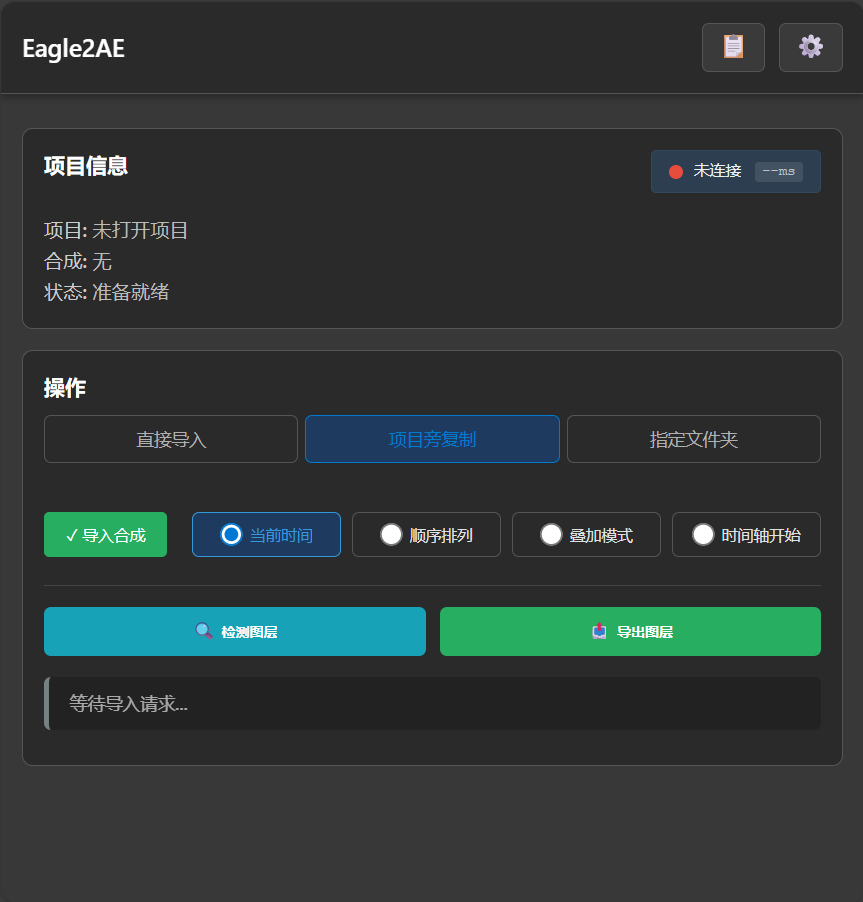 Eagle2AE
项目信息
未连接 --ms
项目: 未打开项目
合成: 无
状态: 准备就绪
操作
直接导入 项目旁复制 指定文件夹
✓ 导入合成 当前时间 顺序排列 叠加模式 时间轴开始
检测图层 导出图层
等待导入请求...